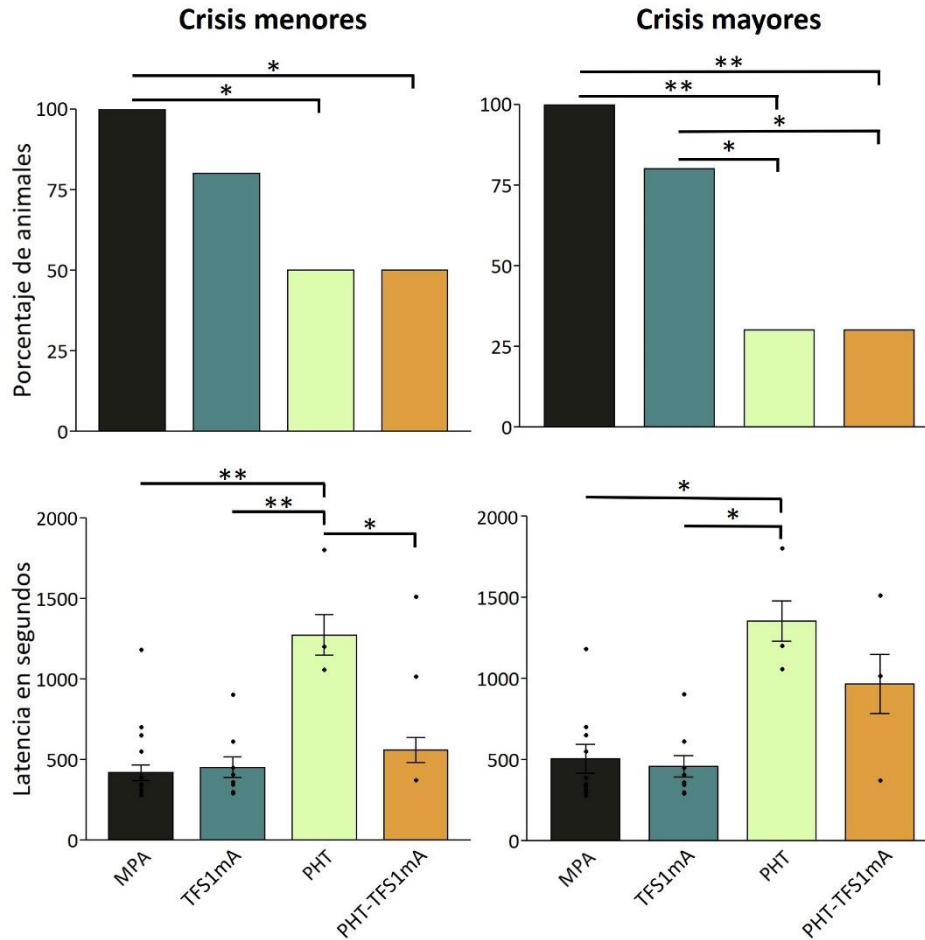 Crisis menores
Crisis mayores
Porcentaje de animales
100
75
50
25
0
*
*
100
75
50
25
0
**
**
*
*
Latencia en segundos
2000
1500
1000
500
0
**
**
*
2000
1500
1000
500
0
*
*
MPA
TFS1mA
PHT
PHT-TFS1mA
MPA
TFS1mA
PHT
PHT-TFS1mA